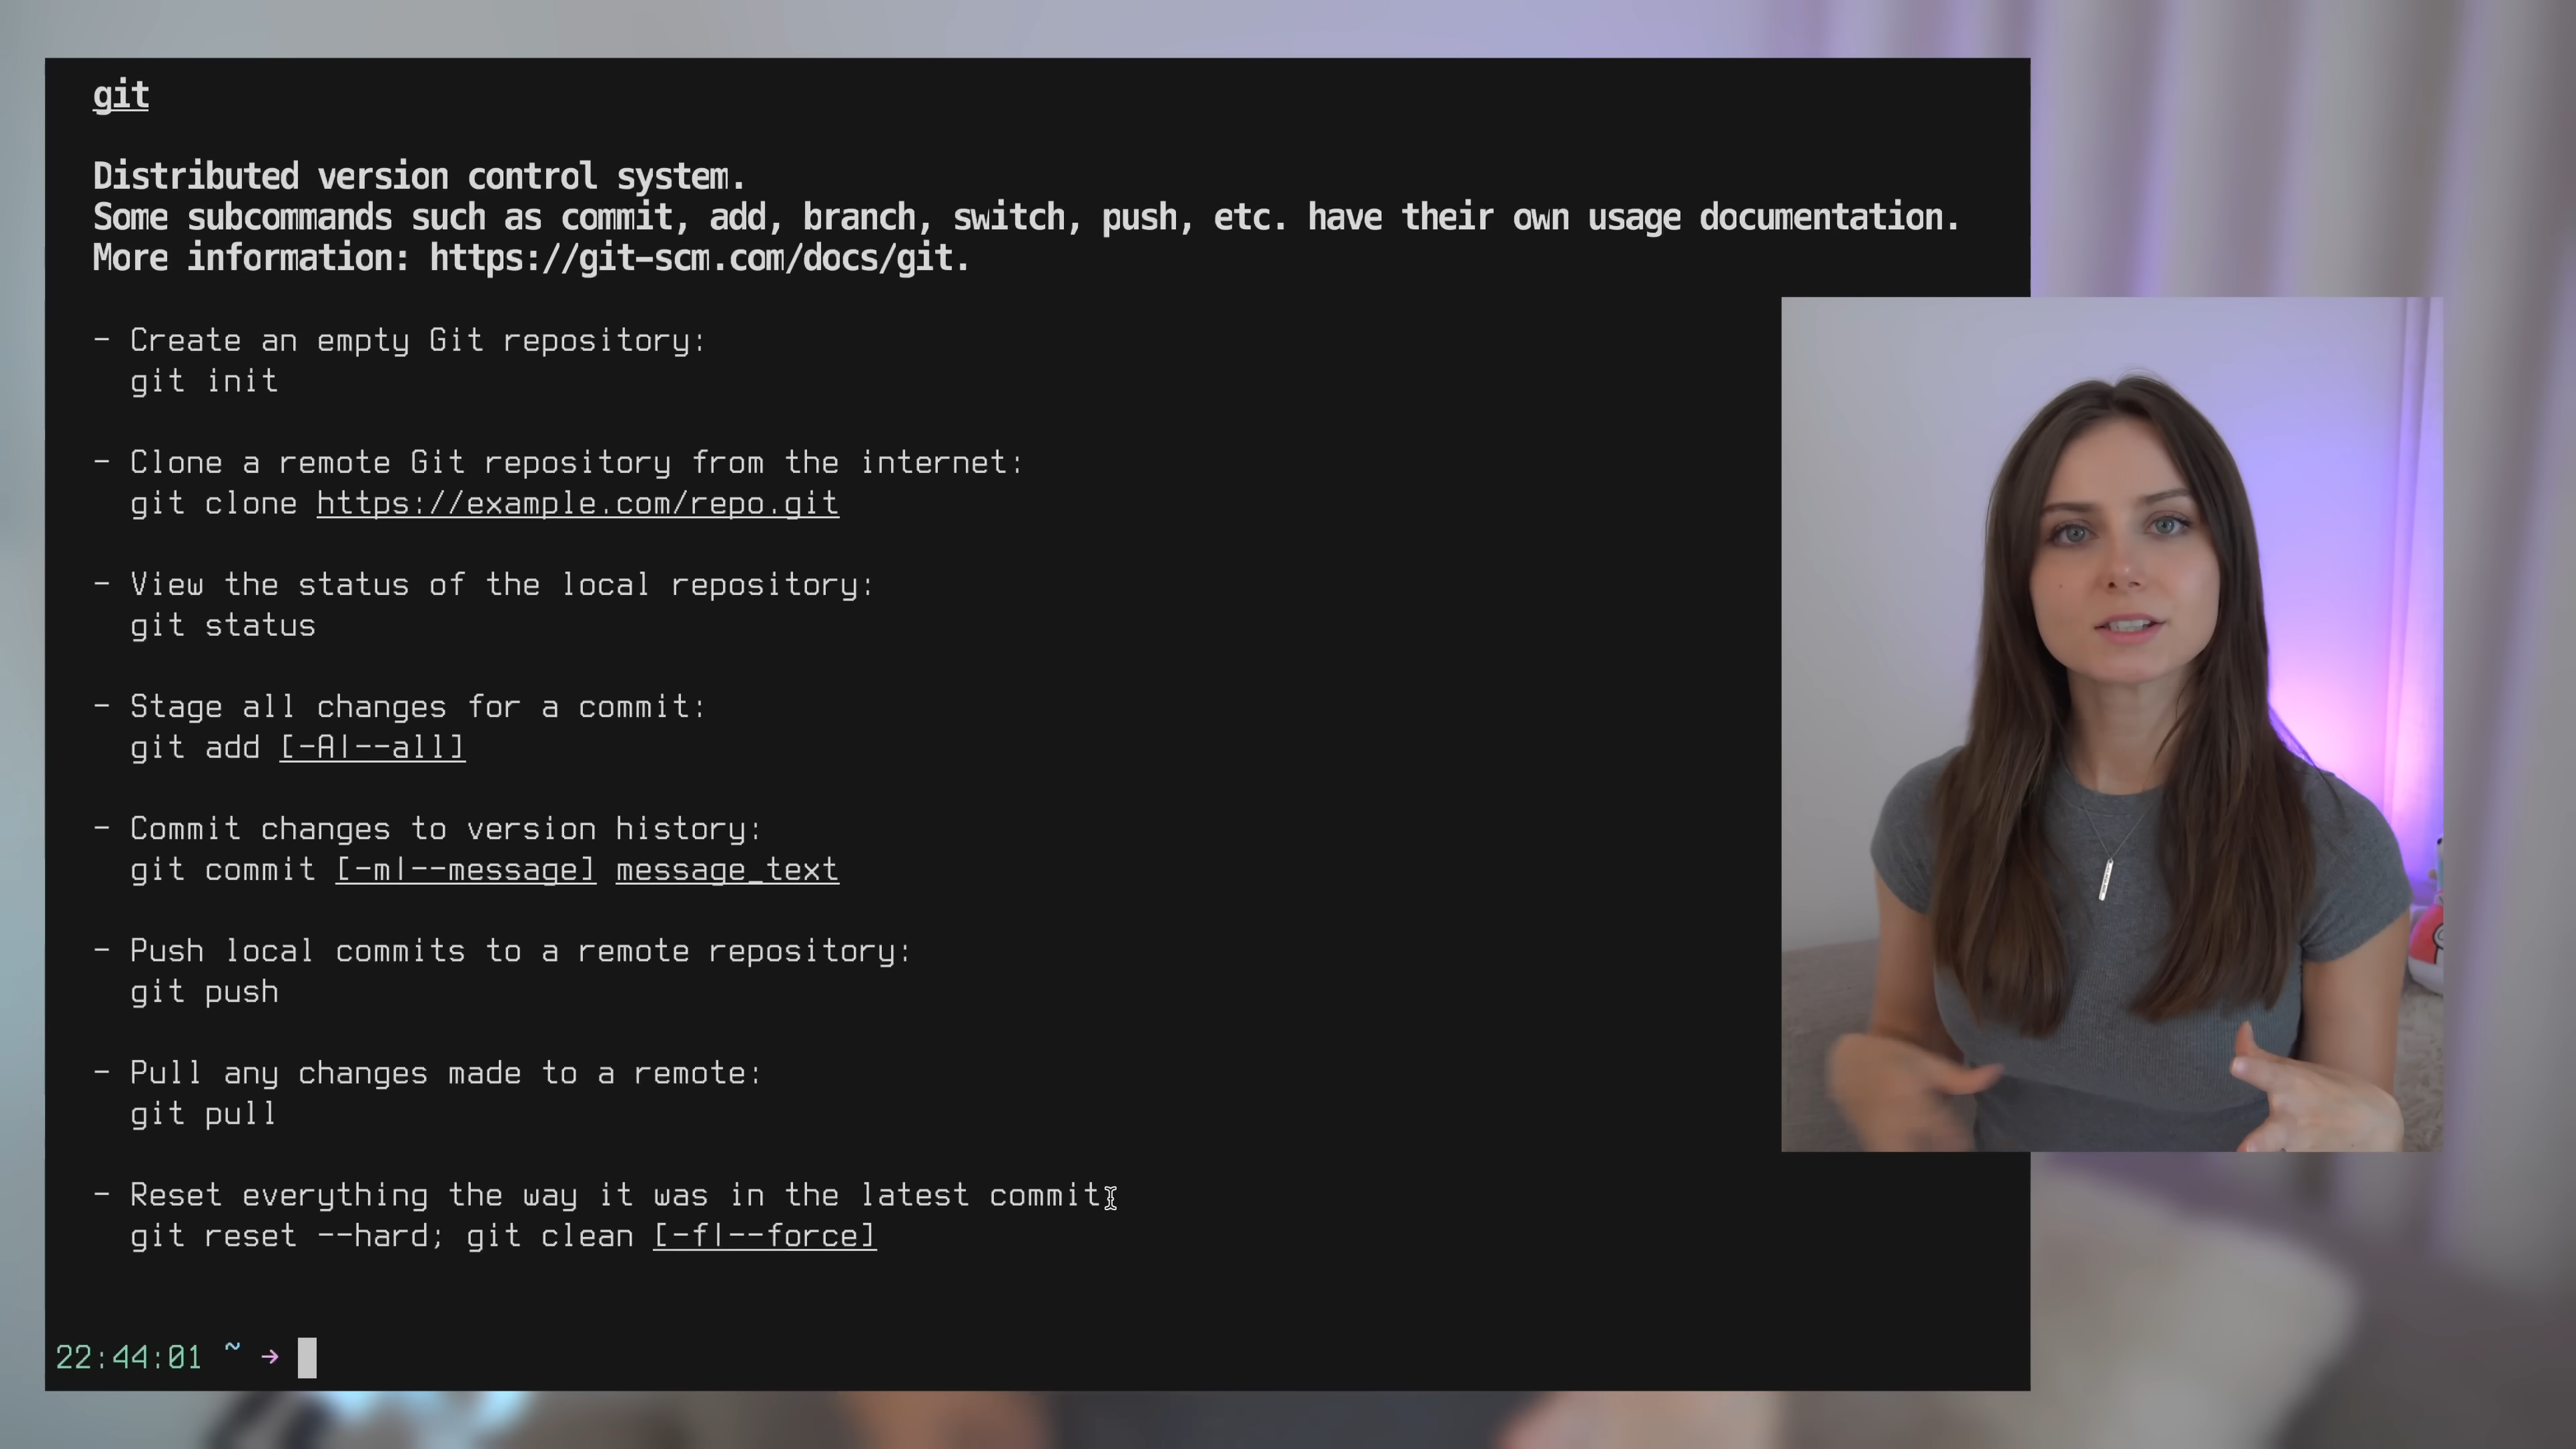 git
Distributed version control system.
Some subcommands such as commit, add, branch, switch, push, etc. have their own usage documentation.
More information: https://git-scm.com/docs/git.
- Create an empty Git repository:
git init
- Clone a remote Git repository from the internet:
git clone https://example.com/repo.git
- View the status of the local repository:
git status
- Stage all changes for a commit:
git add [-A|--all]
- Commit changes to version history:
git commit [-m|--message] message_text
- Push local commits to a remote repository:
git push
- Pull any changes made to a remote:
git pull
- Reset everything the way it was in the latest commit:
git reset --hard; git clean [-f|--force]
22:44:01 ~ →